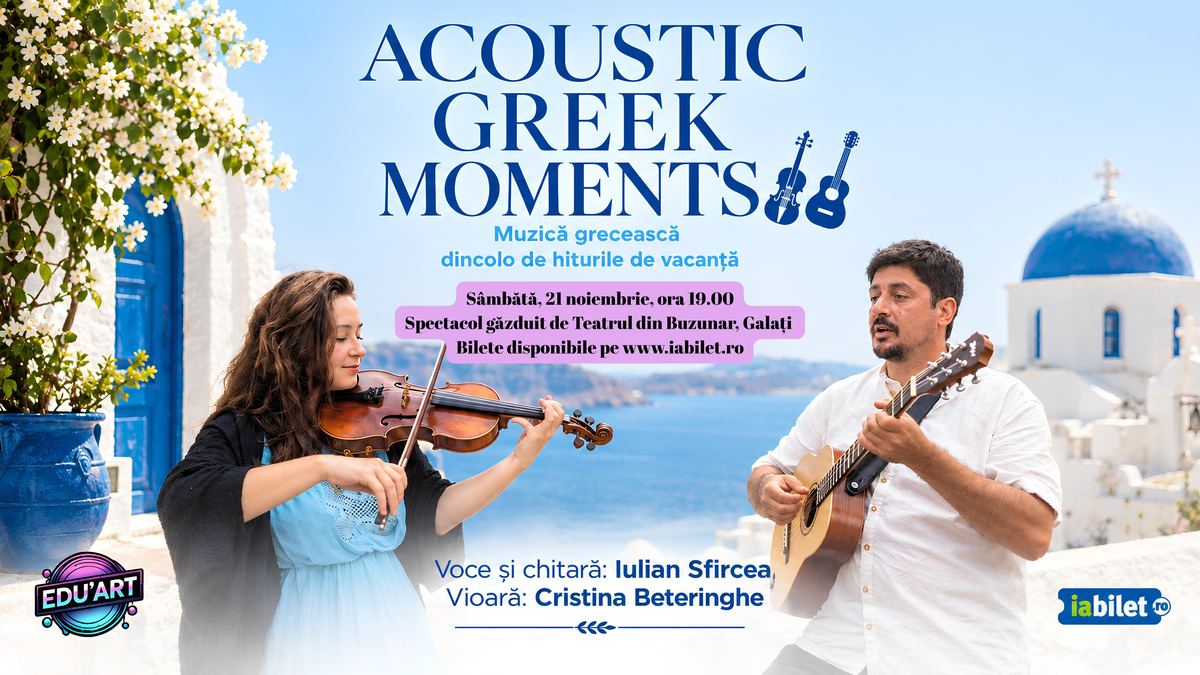 ACOUSTIC
GREEK
MOMENTS
Muzică grecească
dincolo de hiturile de vacanță
Sâmbătă, 21 noiembrie, ora 19.00
Spectacol găzduit de Teatrul din Buzunar, Galați
Bilete disponibile pe www.iabilet.ro
Voce și chitară: Iulian Sfircea
Vioară: Cristina Beteringhe
EDU'ART
iabilet.ro